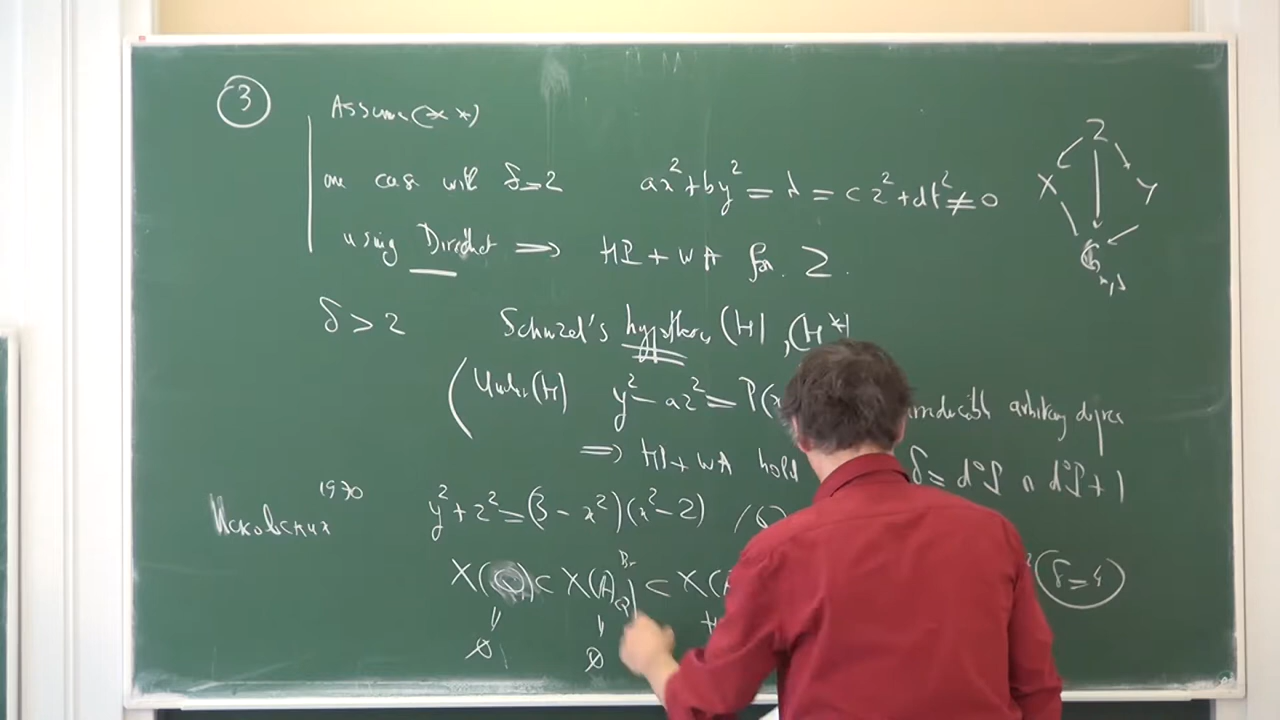 ③ Assume (**)
one case with δ=2 ax²+by² = λ = cz²+dt² ≠ 0
using Dirichlet ⟹ HP + WA for Z.
Z
X Y
δ > 2 Schinzel's hypothesis (H), (H*)
(Under (H) y² - az² = P(x irreducible arbitrary degree
⟹ HP+WA hold δ = d°P n d°P+1
Исковских 1970 y²+z² = (3-x²)(x²-2) /Q
X(Q) ⊂ X(A_Q)^Br ⊂ X(A δ=4
∅ ∅